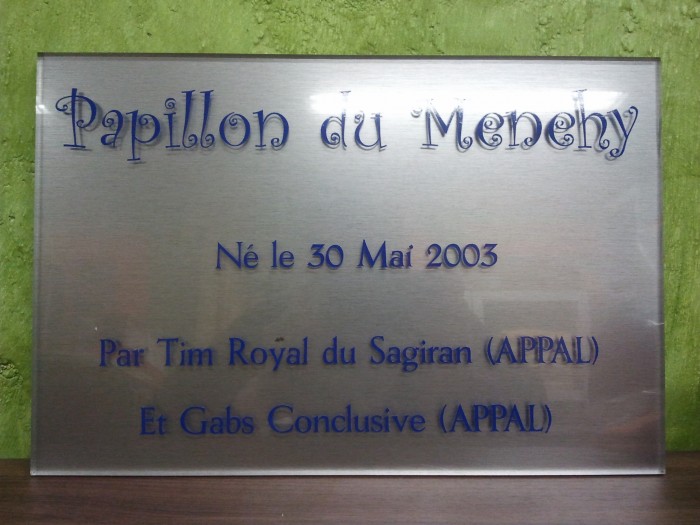 Papillon du Menehy
Né le 30 Mai 2003
Par Tim Royal du Sagiran (APPAL)
Et Gabs Conclusive (APPAL)